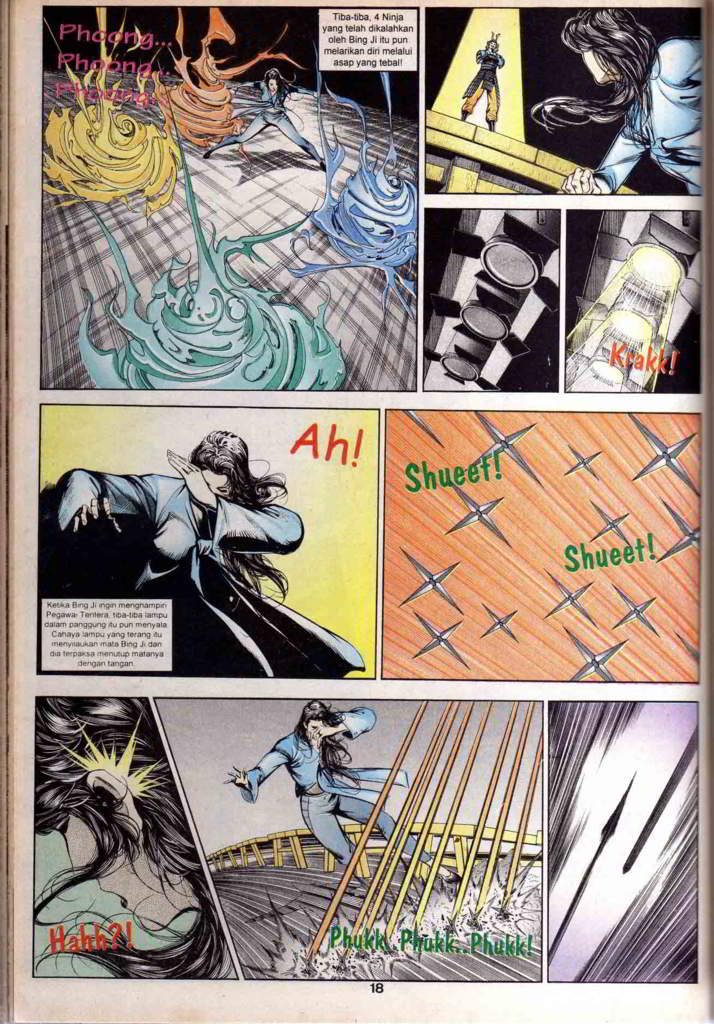 Phoong...
Phoong...
Phoong...
Tiba-tiba, 4 Ninja
yang telah dikalahkan
oleh Bing Ji itu pun
melarikan diri melalui
asap yang tebal!
Krakk!
Ah!
Ketika Bing Ji ingin menghampiri
Pegawai Tentera, tiba-tiba lampu
dalam panggung itu pun menyala.
Cahaya lampu yang terang itu
menyilaukan mata Bing Ji dan
dia terpaksa menutup matanya
dengan tangan.
Shueet!
Shueet!
Hahh?!
Phukk..Phukk..Phukk!
18